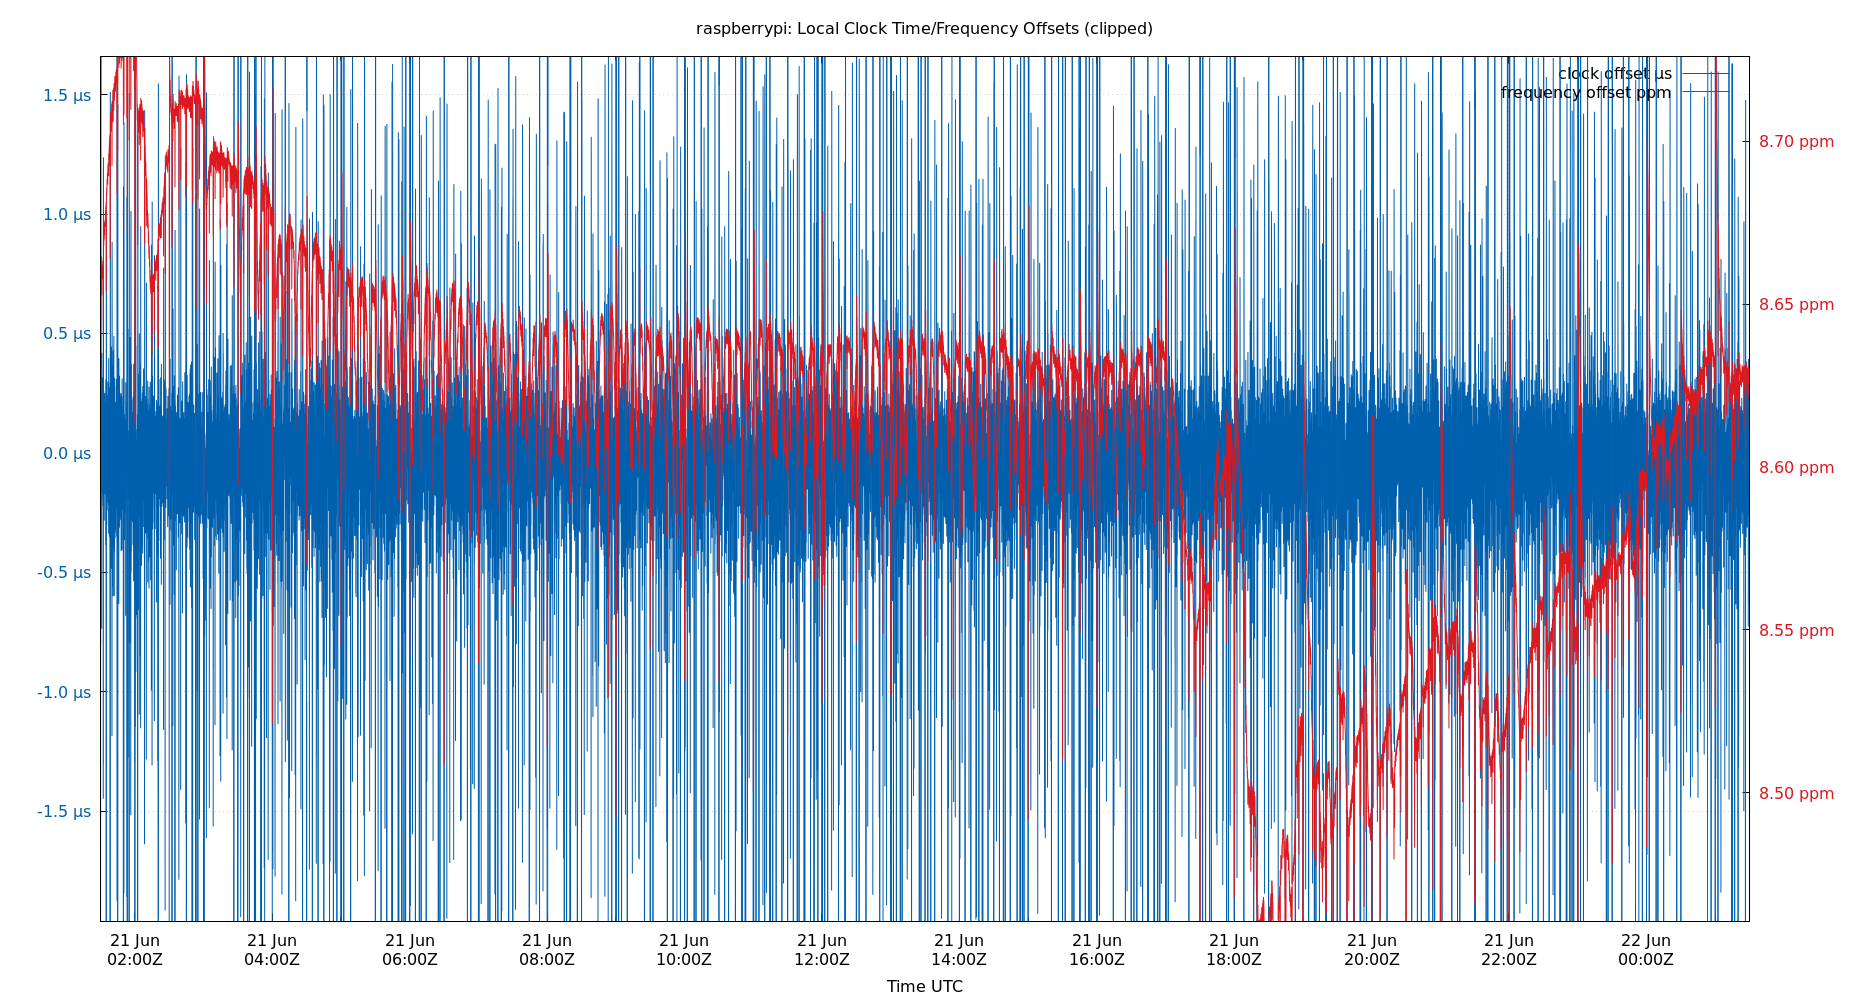 raspberrypi: Local Clock Time/Frequency Offsets (clipped)
clock offset µs
frequency offset ppm
1.5 µs
1.0 µs
0.5 µs
0.0 µs
-0.5 µs
-1.0 µs
-1.5 µs
8.70 ppm
8.65 ppm
8.60 ppm
8.55 ppm
8.50 ppm
21 Jun
02:00Z
21 Jun
04:00Z
21 Jun
06:00Z
21 Jun
08:00Z
21 Jun
10:00Z
21 Jun
12:00Z
21 Jun
14:00Z
21 Jun
16:00Z
21 Jun
18:00Z
21 Jun
20:00Z
21 Jun
22:00Z
22 Jun
00:00Z
Time UTC